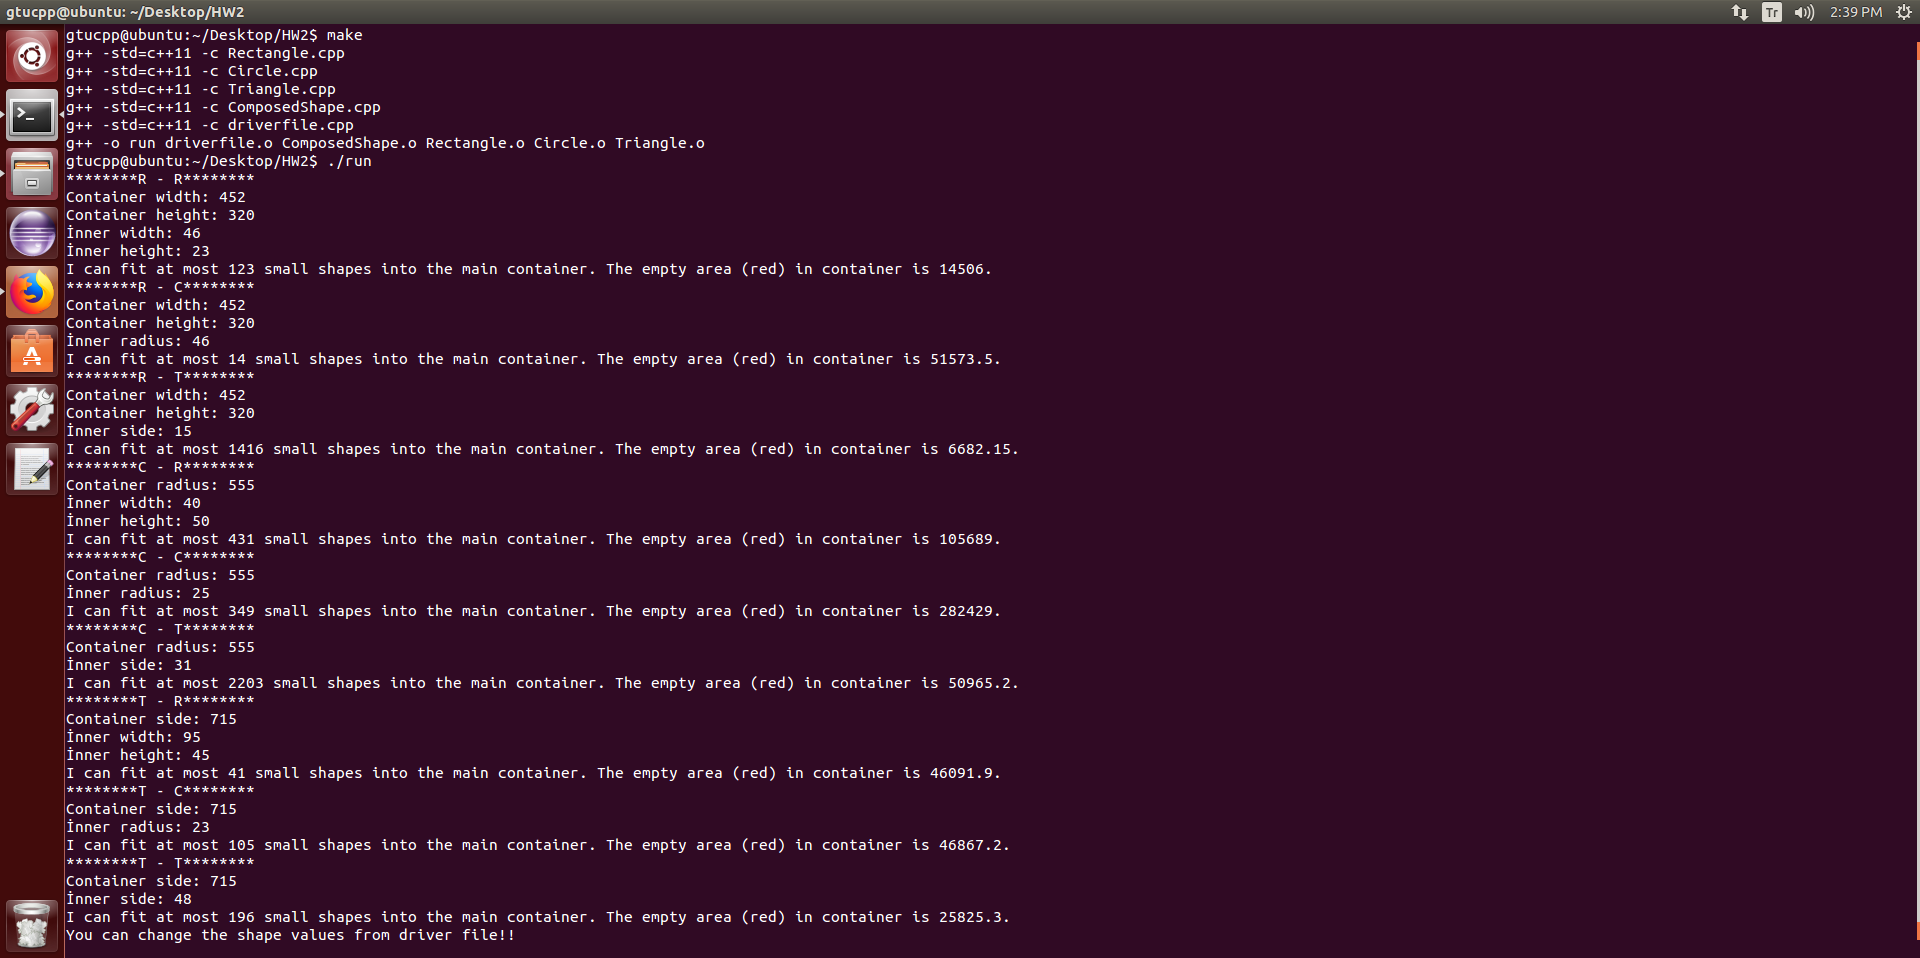 gtucpp@ubuntu: ~/Desktop/HW2
Tr
2:39 PM
gtucpp@ubuntu:~/Desktop/HW2$ make
g++ -std=c++11 -c Rectangle.cpp
g++ -std=c++11 -c Circle.cpp
g++ -std=c++11 -c Triangle.cpp
g++ -std=c++11 -c ComposedShape.cpp
g++ -std=c++11 -c driverfile.cpp
g++ -o run driverfile.o ComposedShape.o Rectangle.o Circle.o Triangle.o
gtucpp@ubuntu:~/Desktop/HW2$ ./run
********R - R********
Container width: 452
Container height: 320
İnner width: 46
İnner height: 23
I can fit at most 123 small shapes into the main container. The empty area (red) in container is 14506.
********R - C********
Container width: 452
Container height: 320
İnner radius: 46
I can fit at most 14 small shapes into the main container. The empty area (red) in container is 51573.5.
********R - T********
Container width: 452
Container height: 320
İnner side: 15
I can fit at most 1416 small shapes into the main container. The empty area (red) in container is 6682.15.
********C - R********
Container radius: 555
İnner width: 40
İnner height: 50
I can fit at most 431 small shapes into the main container. The empty area (red) in container is 105689.
********C - C********
Container radius: 555
İnner radius: 25
I can fit at most 349 small shapes into the main container. The empty area (red) in container is 282429.
********C - T********
Container radius: 555
İnner side: 31
I can fit at most 2203 small shapes into the main container. The empty area (red) in container is 50965.2.
********T - R********
Container side: 715
İnner width: 95
İnner height: 45
I can fit at most 41 small shapes into the main container. The empty area (red) in container is 46091.9.
********T - C********
Container side: 715
İnner radius: 23
I can fit at most 105 small shapes into the main container. The empty area (red) in container is 46867.2.
********T - T********
Container side: 715
İnner side: 48
I can fit at most 196 small shapes into the main container. The empty area (red) in container is 25825.3.
You can change the shape values from driver file!!